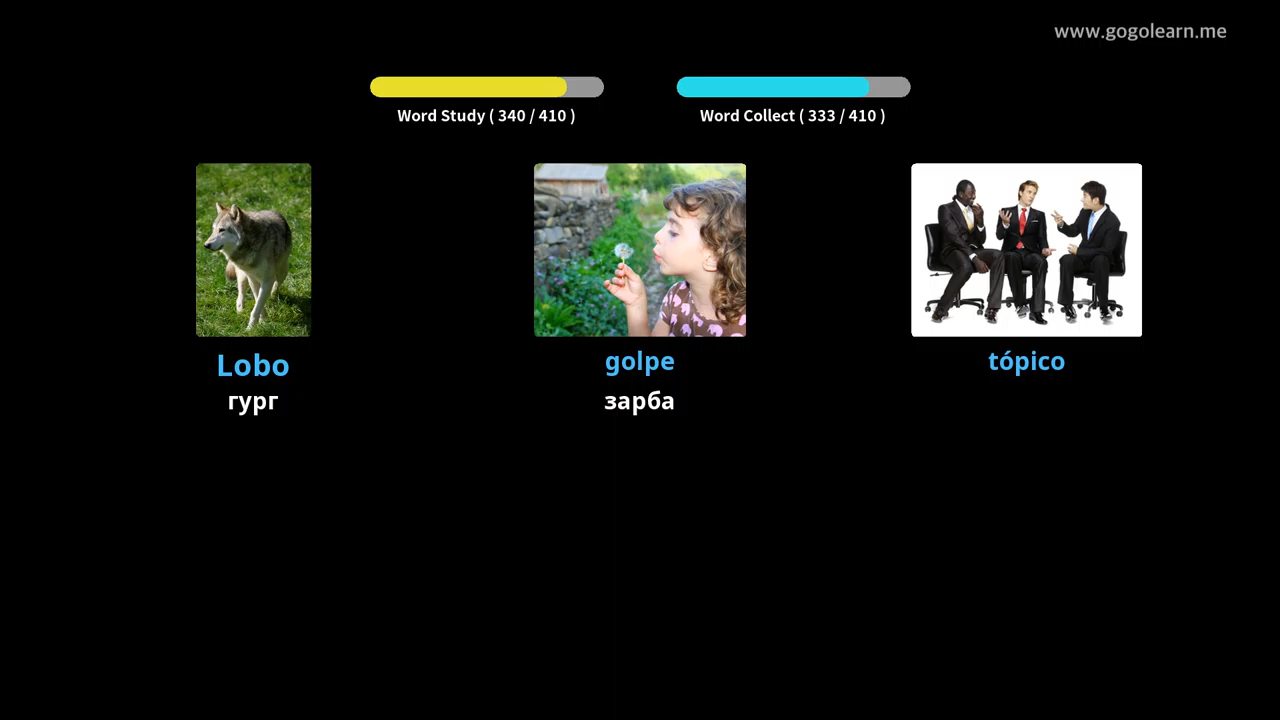 www.gogolearn.me
Word Study ( 340 / 410 )
Word Collect ( 333 / 410 )
Lobo
гург
golpe
зарба
tópico